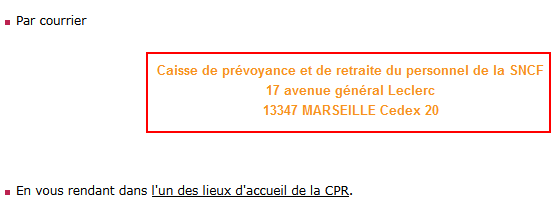 Par courrier
Caisse de prévoyance et de retraite du personnel de la SNCF
17 avenue général Leclerc
13347 MARSEILLE Cedex 20
En vous rendant dans l'un des lieux d'accueil de la CPR.